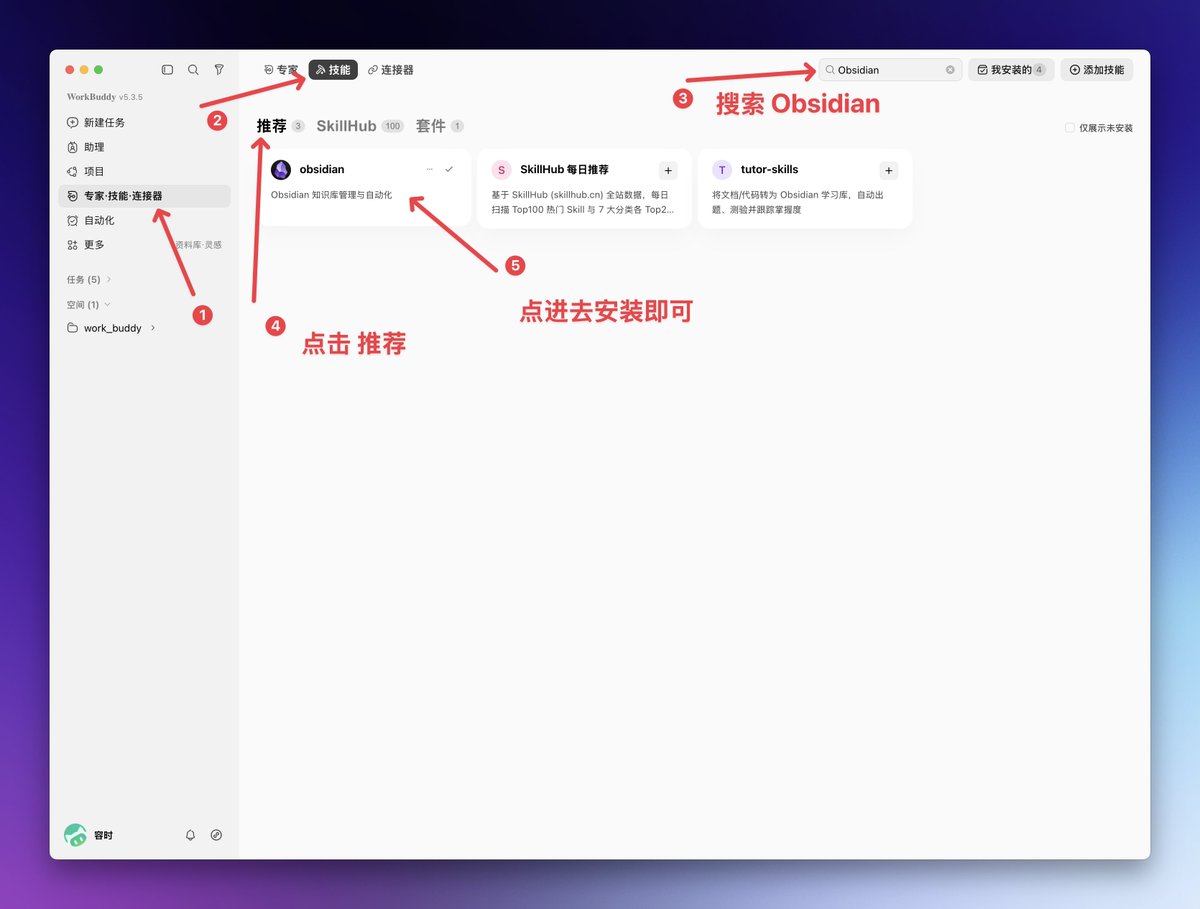 专家
技能
连接器
Obsidian
我安装的 4
添加技能
WorkBuddy v5.3.5
新建任务
助理
项目
专家·技能·连接器
自动化
更多
资料库·灵感
任务 (5)
空间 (1)
work_buddy
2
3
搜索 Obsidian
推荐 3
SkillHub 100
套件 1
仅展示未安装
obsidian
Obsidian 知识库管理与自动化
S
SkillHub 每日推荐
基于 SkillHub (skillhub.cn) 全站数据，每日
扫描 Top100 热门 Skill 与 7 大分类各 Top2...
T
tutor-skills
将文档/代码转为 Obsidian 学习库，自动出
题、测验并跟踪掌握度
1
4
点击 推荐
5
点进去安装即可
容时